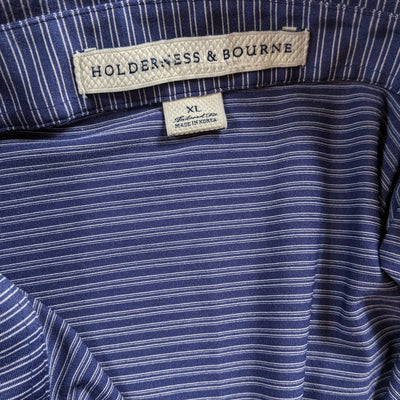 HOLDERNESS & BOURNE
XL
Tailored Fit
MADE IN KOREA